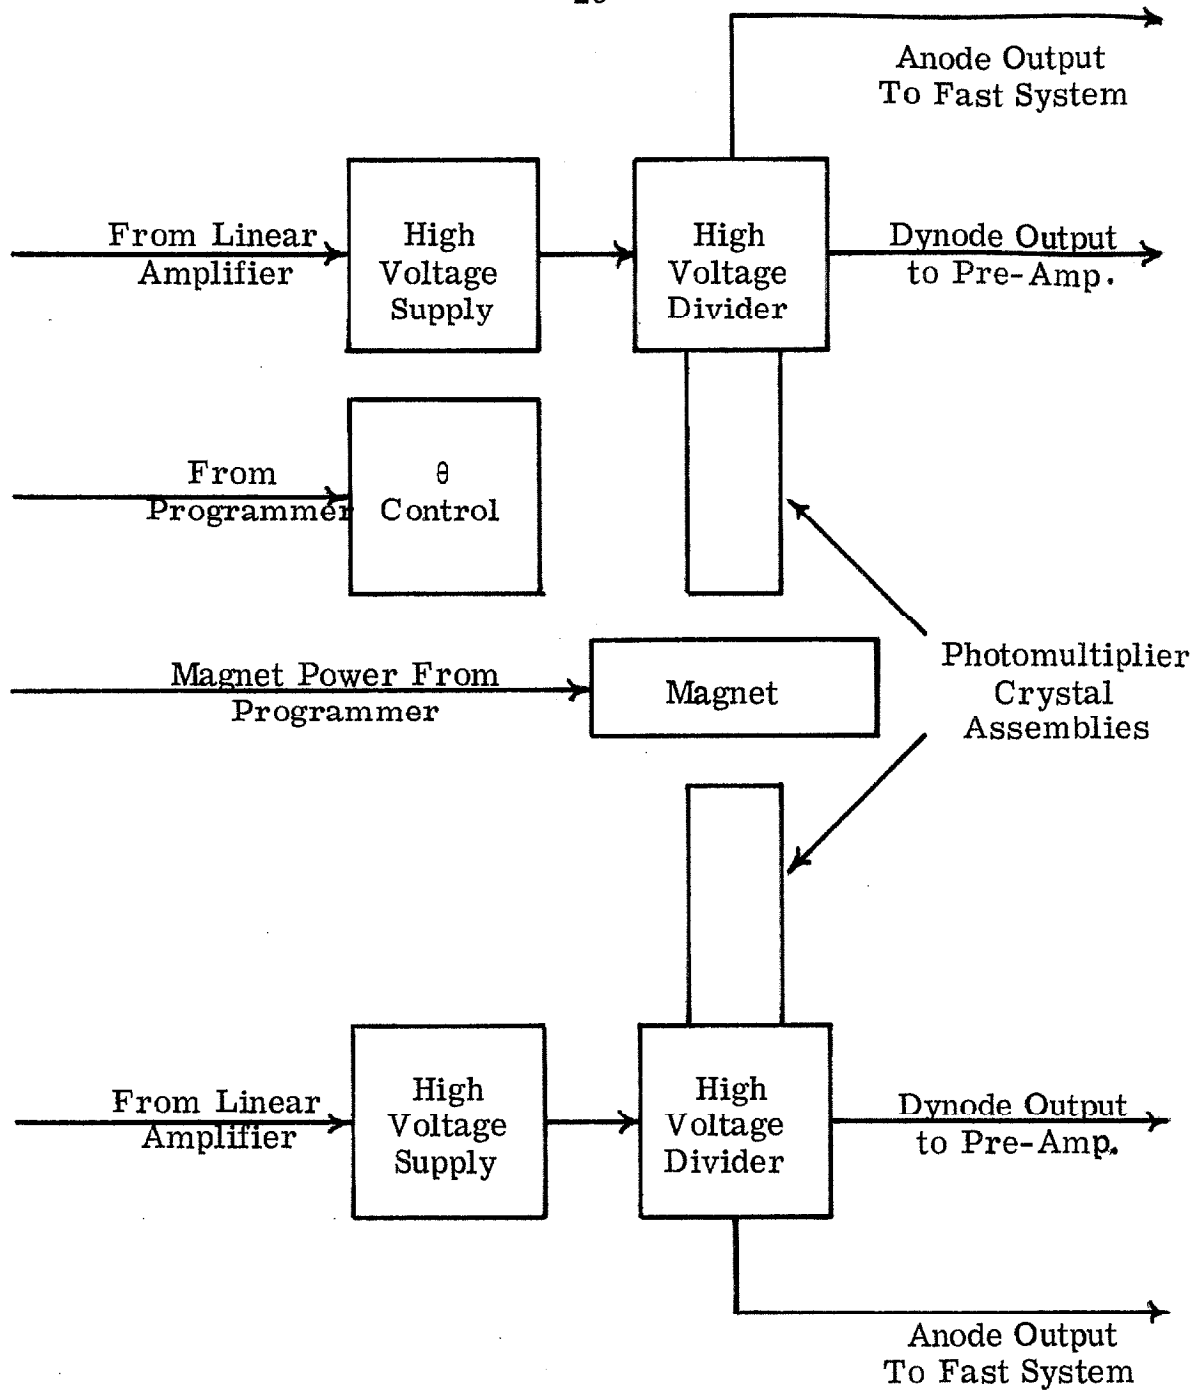 Anode Output
To Fast System
From Linear
Amplifier
High
Voltage
Supply
High
Voltage
Divider
Dynode Output
to Pre-Amp.
From
Programmer
θ
Control
Magnet Power From
Programmer
Magnet
Photomultiplier
Crystal
Assemblies
From Linear
Amplifier
High
Voltage
Supply
High
Voltage
Divider
Dynode Output
to Pre-Amp.
Anode Output
To Fast System